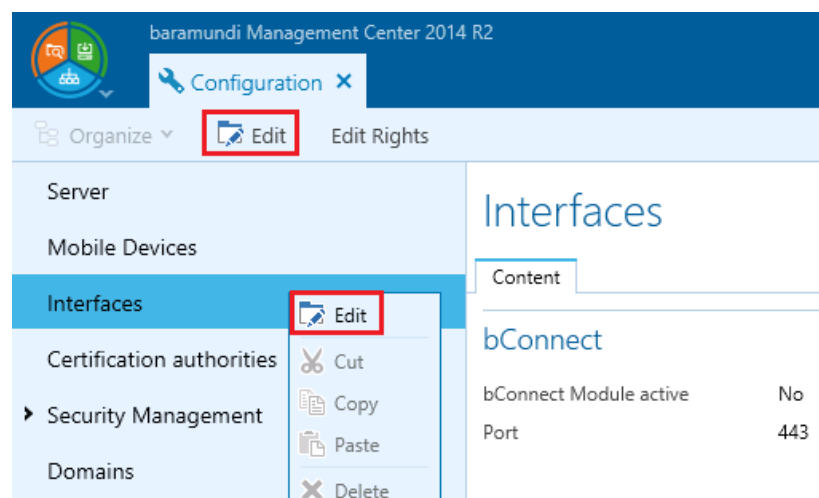 baramundi Management Center 2014 R2
Configuration
Organize Edit Edit Rights
Server
Mobile Devices
Interfaces
Certification authorities
Security Management
Domains
Edit
Cut
Copy
Paste
Delete
Interfaces
Content
bConnect
bConnect Module active No
Port 443